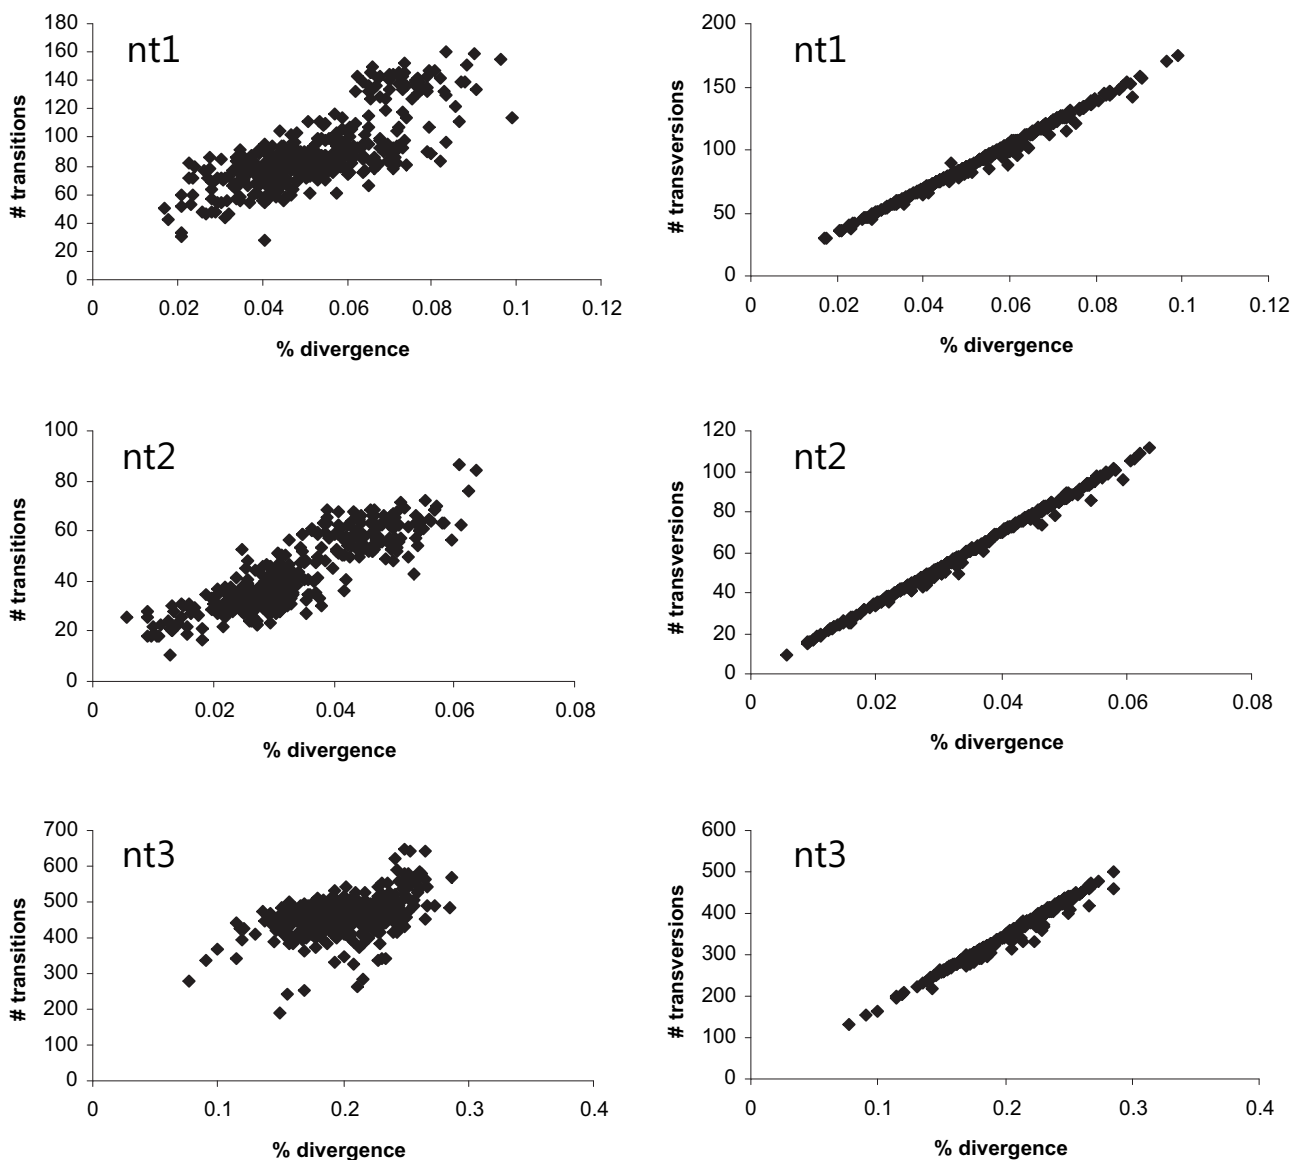 nt1
# transitions
180
160
140
120
100
80
60
40
20
0
0 0.02 0.04 0.06 0.08 0.1 0.12
% divergence
nt1
# transversions
200
150
100
50
0
0 0.02 0.04 0.06 0.08 0.1 0.12
% divergence
nt2
# transitions
100
80
60
40
20
0
0 0.02 0.04 0.06 0.08
% divergence
nt2
# transversions
120
100
80
60
40
20
0
0 0.02 0.04 0.06 0.08
% divergence
nt3
# transitions
700
600
500
400
300
200
100
0
0 0.1 0.2 0.3 0.4
% divergence
nt3
# transversions
600
500
400
300
200
100
0
0 0.1 0.2 0.3 0.4
% divergence